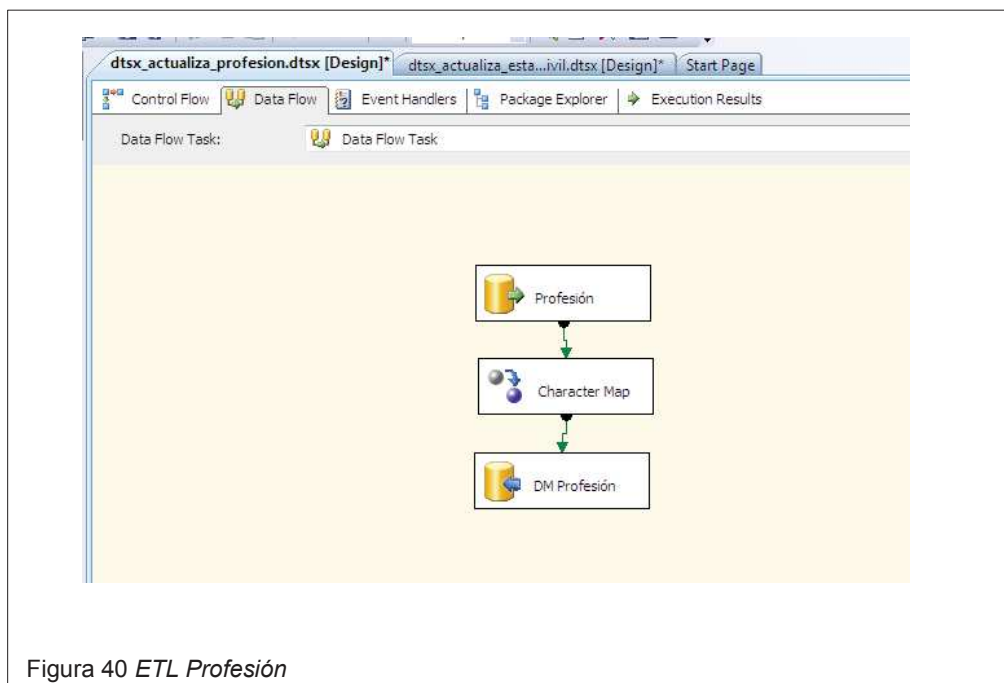 dtsx_actualiza_profesion.dtsx [Design]* dtsx_actualiza_esta...ivil.dtsx [Design]* Start Page
Control Flow Data Flow Event Handlers Package Explorer Execution Results
Data Flow Task: Data Flow Task
Profesión
Character Map
DM Profesión
Figura 40 ETL Profesión